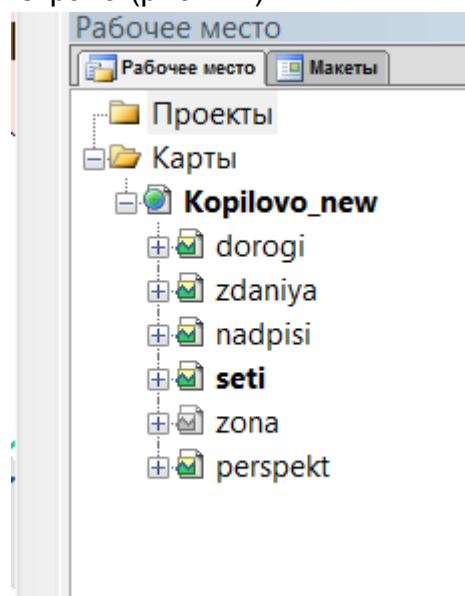 Рабочее место
Рабочее место Макеты
Проекты
Карты
Kopilovo_new
dorogi
zdaniya
nadpisi
seti
zona
perspekt